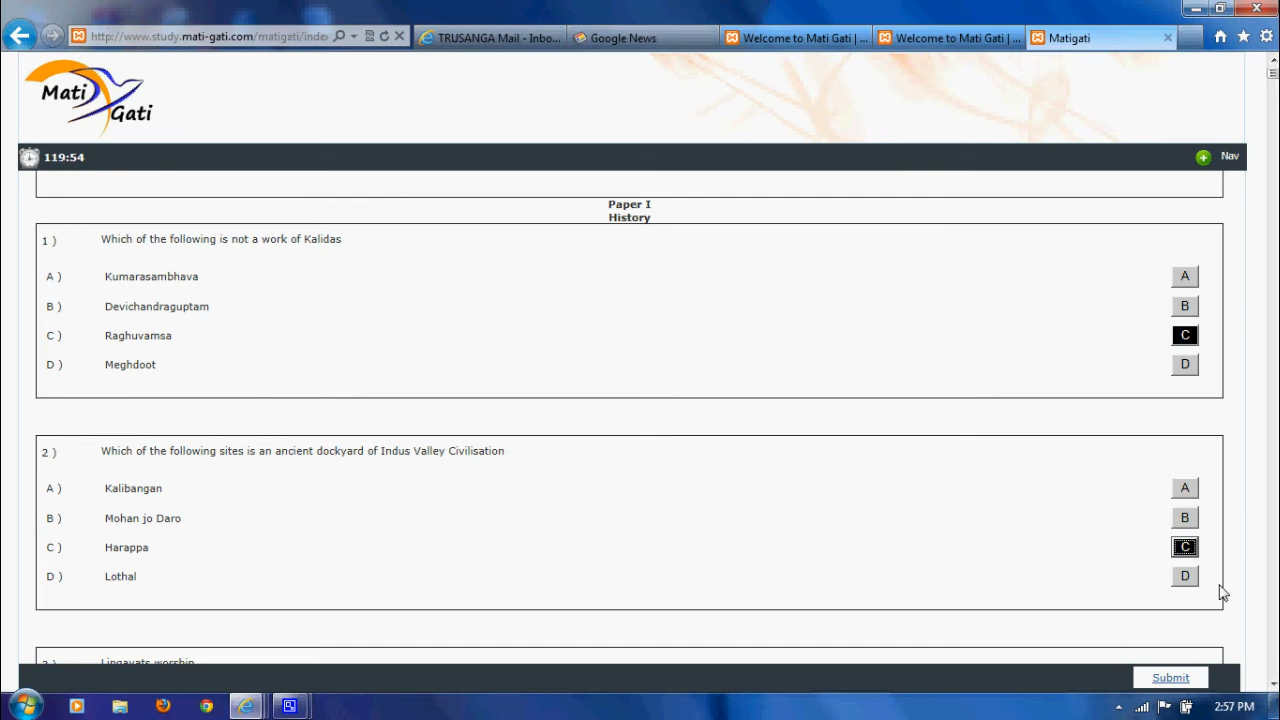 http://www.study.mati-gati.com/matigati/inde
TRUSANGA Mail - Inbo...
Google News
Welcome to Mati Gati | ...
Welcome to Mati Gati | ...
Matigati
Mati
Gati
119:54
Nav
Paper I
History
1 )
Which of the following is not a work of Kalidas
A )
Kumarasambhava
A
B )
Devichandraguptam
B
C )
Raghuvamsa
C
D )
Meghdoot
D
2 )
Which of the following sites is an ancient dockyard of Indus Valley Civilisation
A )
Kalibangan
A
B )
Mohan jo Daro
B
C )
Harappa
C
D )
Lothal
D
3 )
Lingayats worship
Submit
2:57 PM